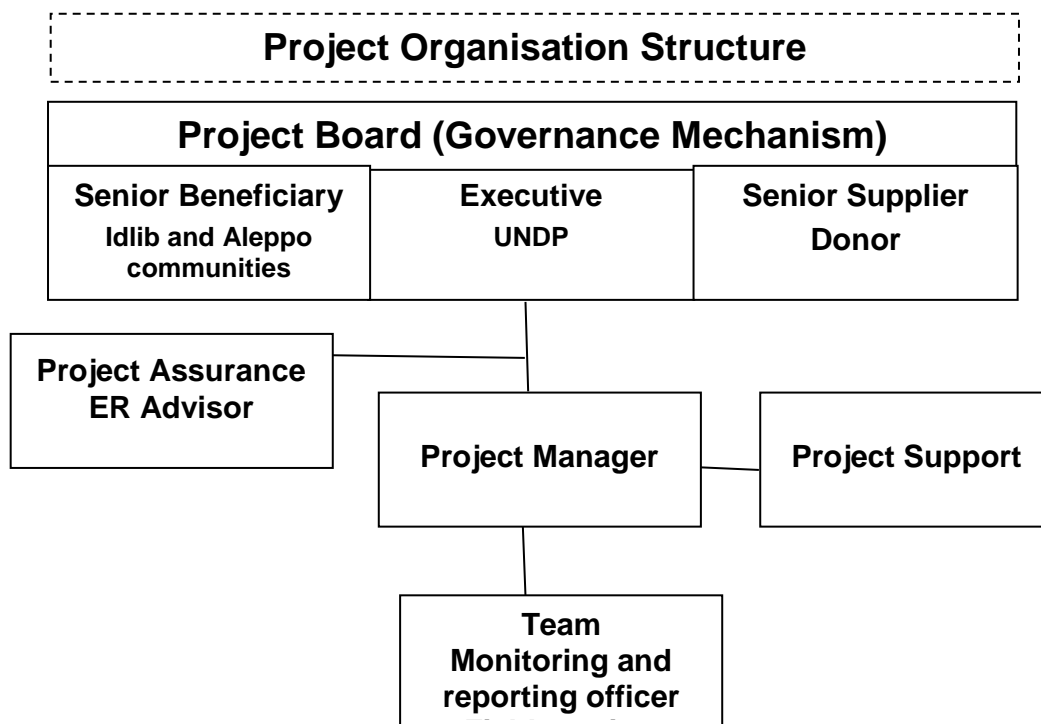 Project Organisation Structure
Project Board (Governance Mechanism)
Senior Beneficiary
Idlib and Aleppo
communities
Executive
UNDP
Senior Supplier
Donor
Project Assurance
ER Advisor
Project Manager
Project Support
Team
Monitoring and
reporting officer